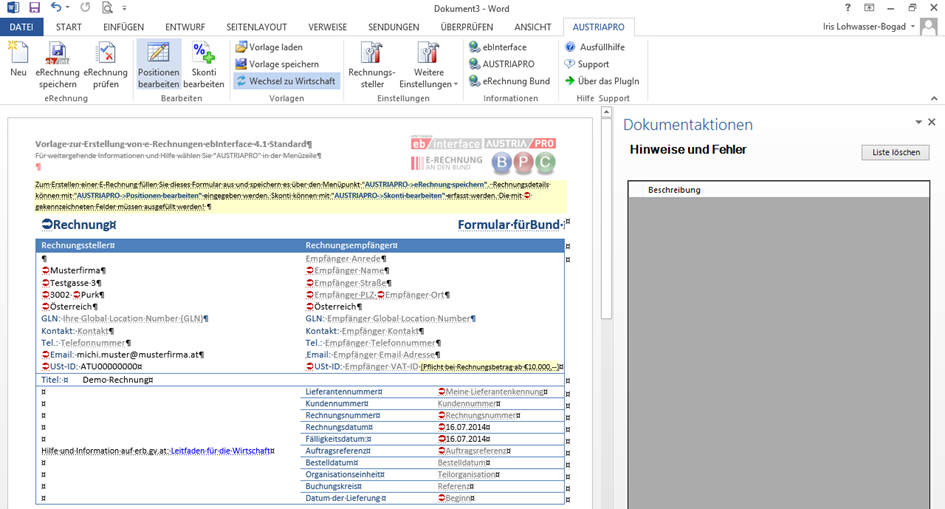 Dokument3 - Word
DATEI START EINFÜGEN ENTWURF SEITENLAYOUT VERWEISE SENDUNGEN ÜBERPRÜFEN ANSICHT AUSTRIAPRO Iris Lohwasser-Bogad
Neu
eRechnung speichern
eRechnung prüfen
eRechnung
Positionen bearbeiten
Skonti bearbeiten
Bearbeiten
Vorlage laden
Vorlage speichern
Wechsel zu Wirtschaft
Vorlagen
Rechnungs-
steller
Weitere
Einstellungen
Einstellungen
ebInterface
AUSTRIAPRO
eRechnung Bund
Informationen
Ausfüllhilfe
Support
Über das PlugIn
Hilfe Support
Vorlage·zur·Erstellung·von·e-Rechnungen·ebInterface·4.1·Standard¶
Für·weitergehende·Informationen·und·Hilfe·wählen·Sie·"AUSTRIAPRO"·in·der·Menüzeile¶
¶
eb interface AUSTRIA PRO
E-RECHNUNG
AN DEN BUND
B P C
Zum·Erstellen·einer·E-Rechnung·füllen·Sie·dieses·Formular·aus·und·speichern·es·über·den·Menüpunkt·"AUSTRIAPRO->eRechnung·speichern".·Rechnungsdetails·
können·mit·"AUSTRIAPRO->Positionen·bearbeiten"·eingegeben·werden.·Skonti·können·mit·"AUSTRIAPRO->Skonti·bearbeiten"·erfasst·werden.·Die·mit·
gekennzeichneten·Felder·müssen·ausgefüllt·werden!·¶
Rechnung¤ Formular·für·Bund·¤
Rechnungssteller¤ Rechnungsempfänger¤ ¤
¶ Empfänger·Anrede¶ ¤
Musterfirma¶ Empfänger·Name¶
Testgasse·3¶ Empfänger·Straße¶
3002·Purk¶ Empfänger·PLZ·Empfänger·Ort¶
Österreich¶ Österreich¶
GLN:·Ihre·Global·Location·Number·(GLN)¶ GLN:·Empfänger·Global·Location·Number¶
Kontakt:·Kontakt¶ Kontakt:·Empfänger·Kontakt¶
Tel.:·Telefonnummer¶ Tel.:·Empfänger·Telefonnummer¶
Email:·michi.muster@musterfirma.at¶ Email:·Empfänger·Email·Adresse¶
USt-ID:·ATU00000000¤ USt-ID:·Empfänger·VAT-ID·(Pflicht·bei·Rechnungsbetrag·ab·€10.000,--)¤
Titel:·¤ Demo-Rechnung¤ ¤
¤ Lieferantennummer¤ Meine·Lieferantenkennung¤ ¤
¤ Kundennummer¤ Kundennummer¤ ¤
¤ Rechnungsnummer¤ Rechnungsnummer¤ ¤
¤ Rechnungsdatum¤ 16.07.2014¤ ¤
¤ Fälligkeitsdatum:¤ 16.07.2014¤ ¤
Hilfe·und·Information·auf·erb.gv.at:·Leitfaden·für·die·Wirtschaft¤ Auftragsreferenz¤ Auftragsreferenz¤ ¤
¤ Bestelldatum¤ Bestelldatum¤ ¤
¤ Organisationseinheit¤ Teilorganisation¤ ¤
¤ Buchungskreis¤ Referenz¤ ¤
¤ Datum·der·Lieferung·¤ Beginn¤ ¤
Dokumentaktionen
Hinweise und Fehler
Liste löschen
Beschreibung